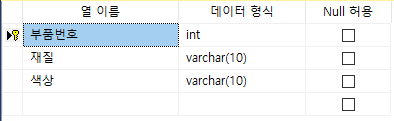 열 이름 데이터 형식 Null 허용
부품번호 int
재질 varchar(10)
색상 varchar(10)